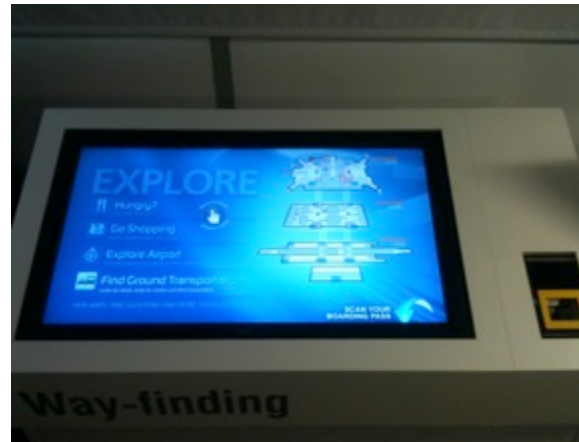 EXPLORE
Hungry?
Go Shopping
Explore Airport
Find Ground Transportation
SCAN YOUR
BOARDING PASS
Way-finding